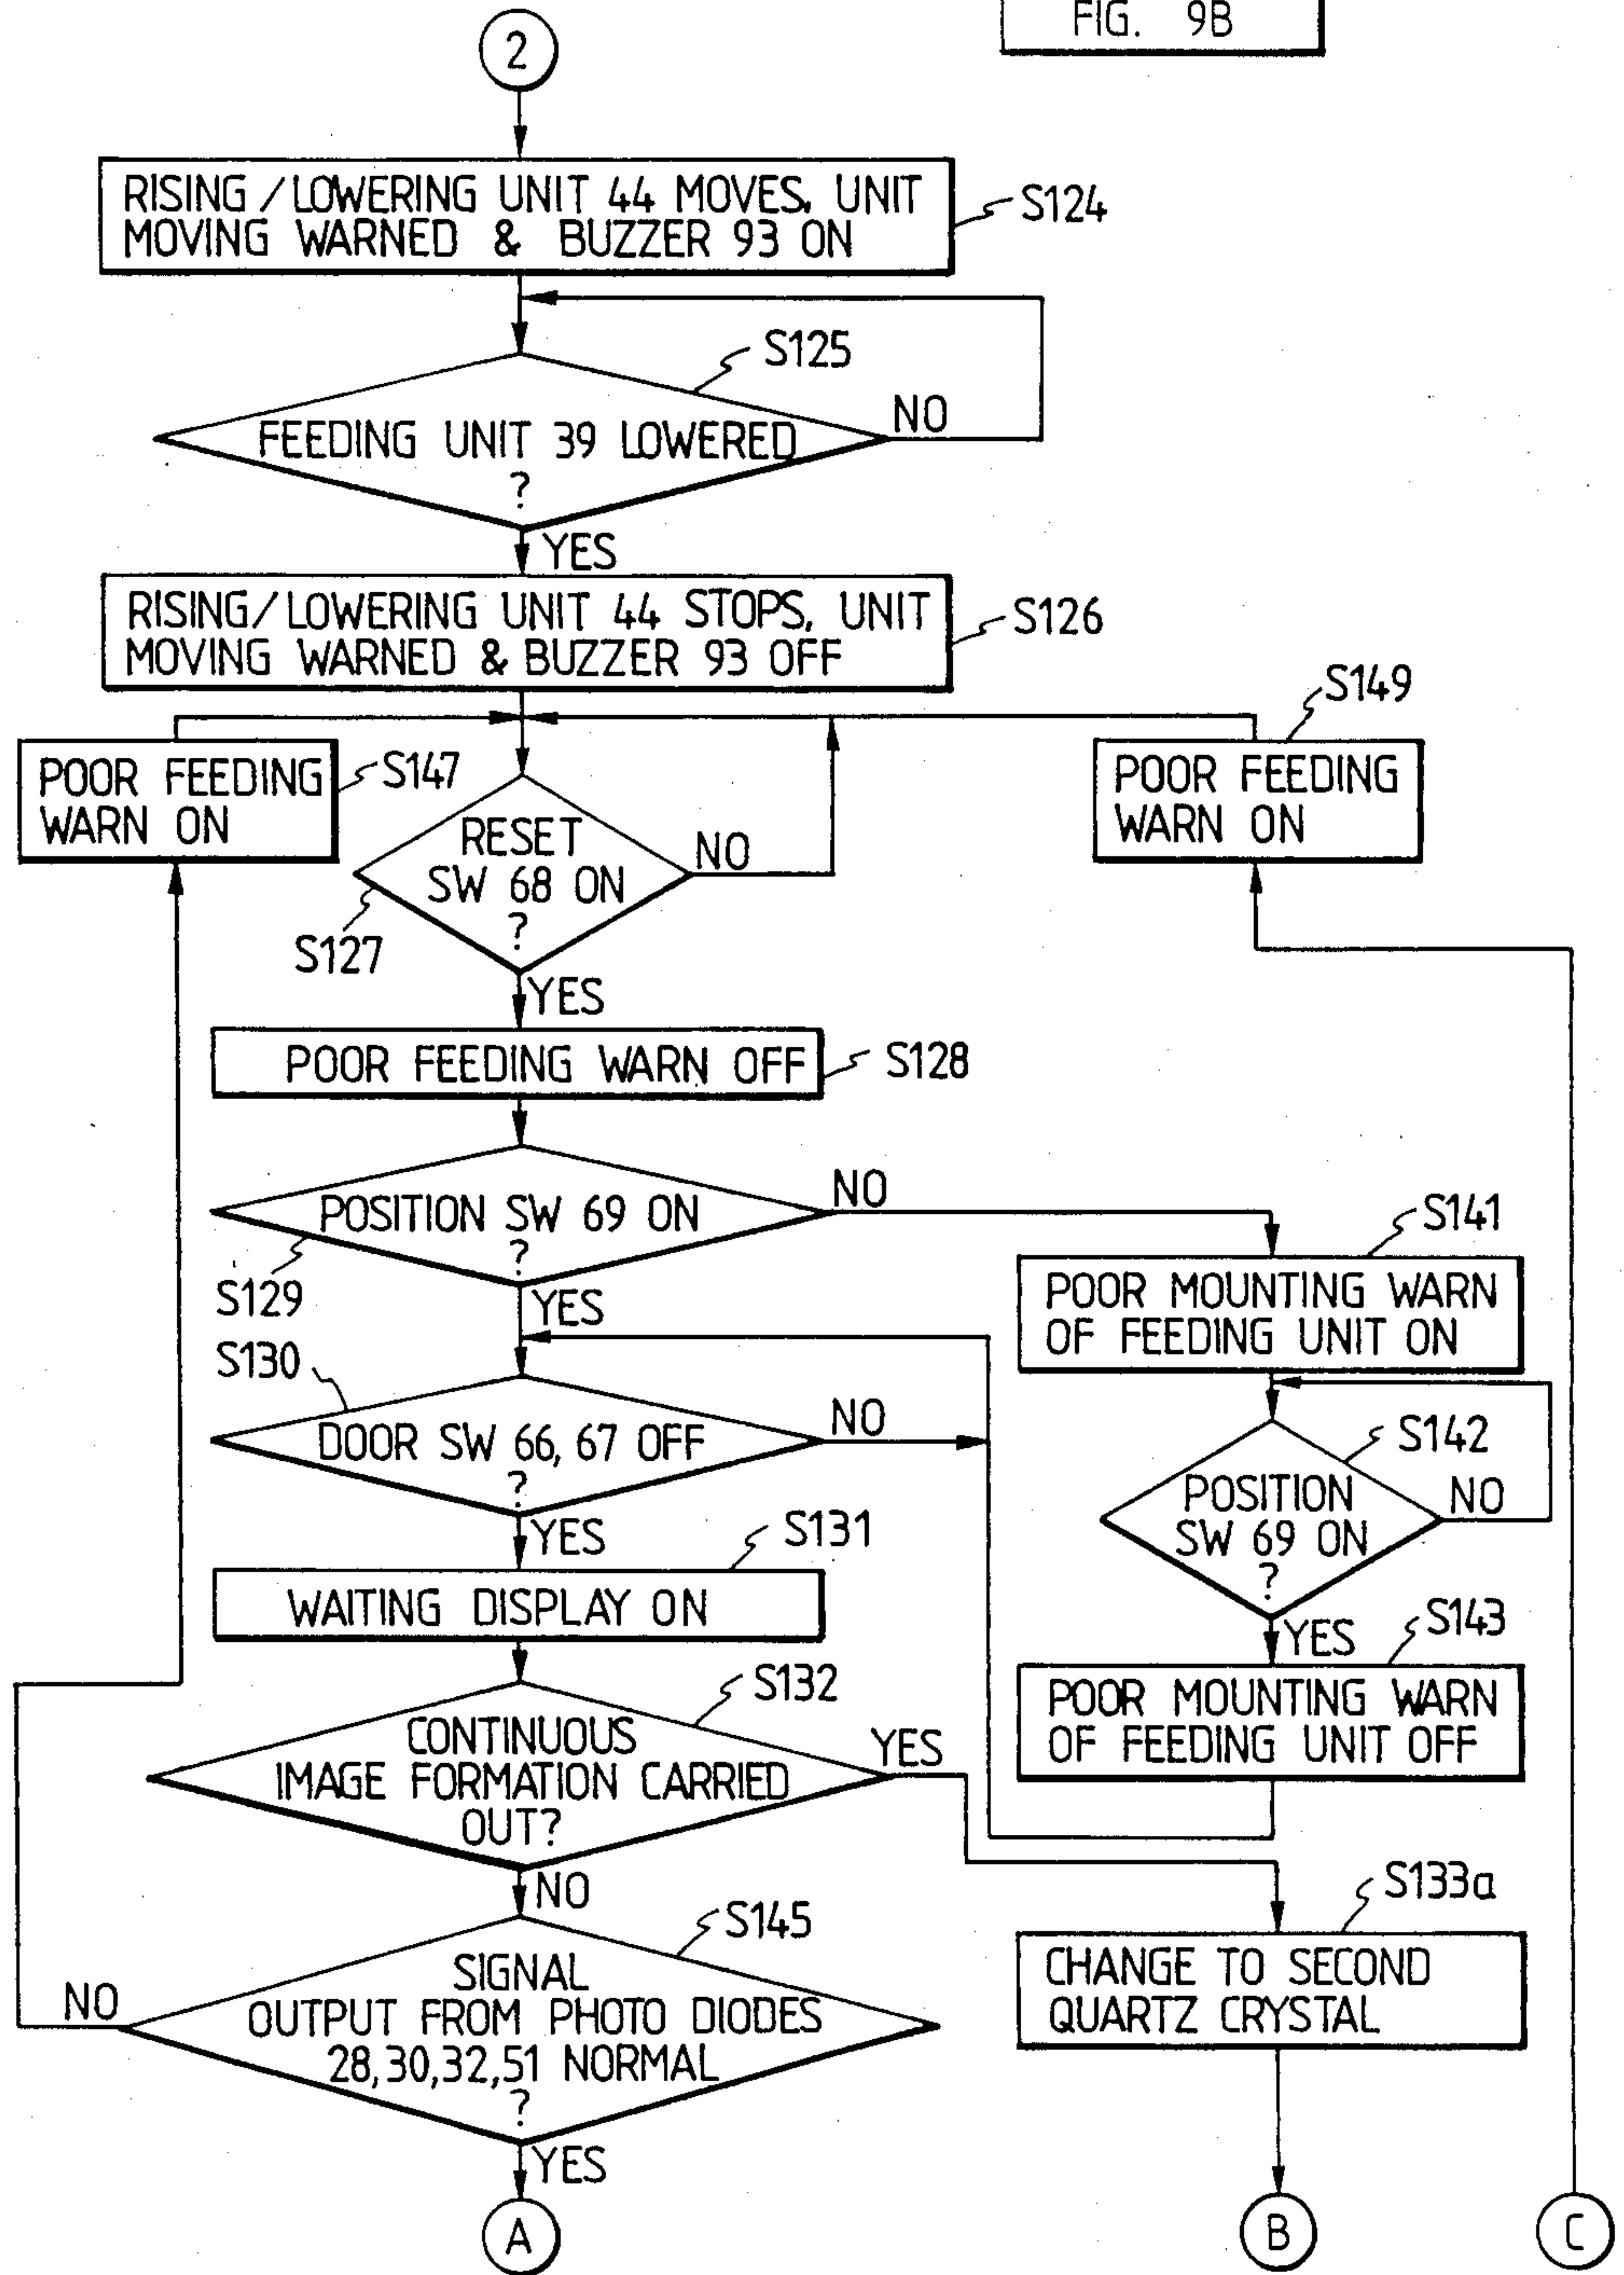 FIG. 9B
2
RISING/LOWERING UNIT 44 MOVES, UNIT
MOVING WARNED & BUZZER 93 ON
S124
S125
FEEDING UNIT 39 LOWERED
?
NO
YES
RISING/LOWERING UNIT 44 STOPS, UNIT
MOVING WARNED & BUZZER 93 OFF
S126
POOR FEEDING
WARN ON
S147
S149
POOR FEEDING
WARN ON
RESET
SW 68 ON
?
NO
S127
YES
POOR FEEDING WARN OFF
S128
POSITION SW 69 ON
?
NO
S129
YES
S141
POOR MOUNTING WARN
OF FEEDING UNIT ON
S130
DOOR SW 66, 67 OFF
?
NO
YES
S142
POSITION
SW 69 ON
?
NO
YES
S131
WAITING DISPLAY ON
S143
POOR MOUNTING WARN
OF FEEDING UNIT OFF
S132
CONTINUOUS
IMAGE FORMATION CARRIED
OUT?
YES
NO
S133a
CHANGE TO SECOND
QUARTZ CRYSTAL
S145
SIGNAL
OUTPUT FROM PHOTO DIODES
28,30,32,51 NORMAL
?
NO
YES
A
B
C